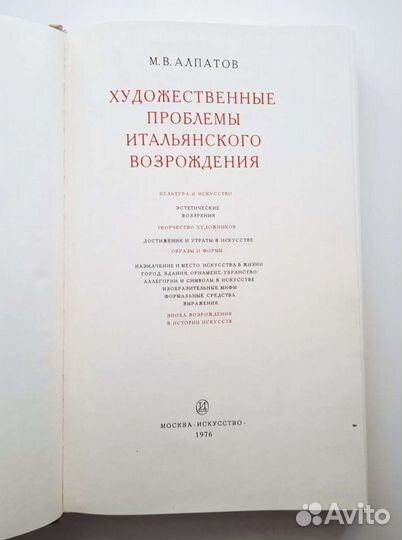 М. В. АЛПАТОВ
ХУДОЖЕСТВЕННЫЕ
ПРОБЛЕМЫ
ИТАЛЬЯНСКОГО
ВОЗРОЖДЕНИЯ
КУЛЬТУРА И ИСКУССТВО
ЭСТЕТИЧЕСКИЕ
ВОЗЗРЕНИЯ
ТВОРЧЕСТВО ХУДОЖНИКОВ
ДОСТИЖЕНИЯ И УТРАТЫ В ИСКУССТВЕ
ОБРАЗЫ И ФОРМЫ
НАЗНАЧЕНИЕ И МЕСТО ИСКУССТВА В ЖИЗНИ
ГОРОД, ЗДАНИЯ, ОРНАМЕНТ, УБРАНСТВО
АЛЛЕГОРИИ И СИМВОЛЫ В ИСКУССТВЕ
ИЗОБРАЗИТЕЛЬНЫЕ МИФЫ
ФОРМАЛЬНЫЕ СРЕДСТВА
ВЫРАЖЕНИЯ
ЭПОХА ВОЗРОЖДЕНИЯ
В ИСТОРИИ ИСКУССТВ
МОСКВА · ИСКУССТВО ·
1976
Avito